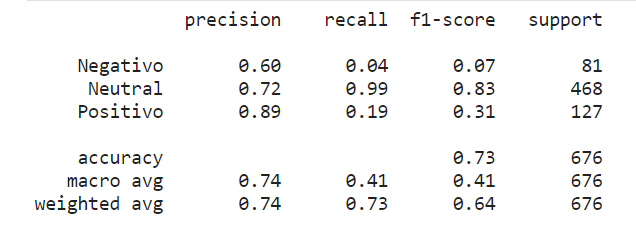 precision recall f1-score support
Negativo 0.60 0.04 0.07 81
Neutral 0.72 0.99 0.83 468
Positivo 0.89 0.19 0.31 127
accuracy 0.73 676
macro avg 0.74 0.41 0.41 676
weighted avg 0.74 0.73 0.64 676